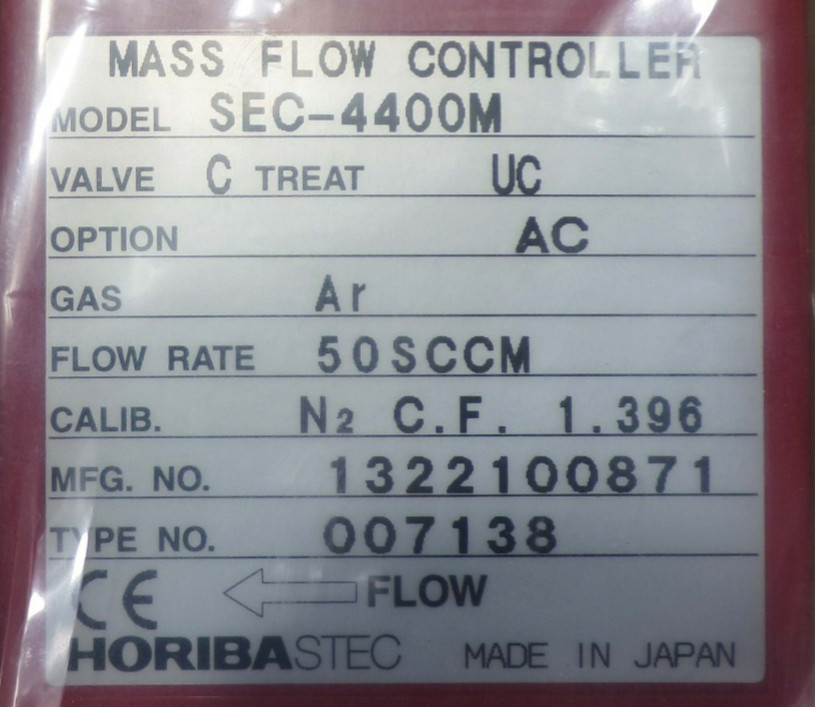 MASS FLOW CONTROLLER
MODEL SEC-4400M
VALVE C TREAT UC
OPTION AC
GAS Ar
FLOW RATE 50SCCM
CALIB. N2 C.F. 1.396
MFG. NO. 1322100871
TYPE NO. 007138
CE FLOW
HORIBASTEC MADE IN JAPAN